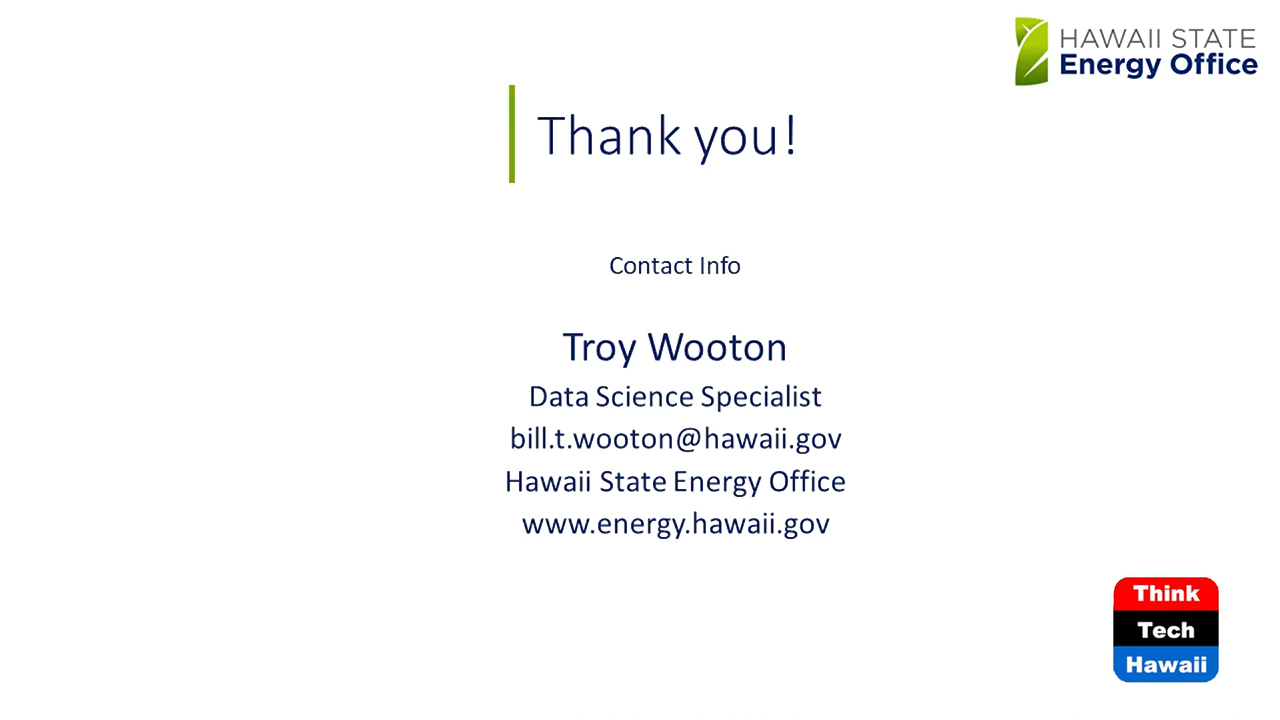 HAWAII STATE
Energy Office
Thank you!
Contact Info
Troy Wooton
Data Science Specialist
bill.t.wooton@hawaii.gov
Hawaii State Energy Office
www.energy.hawaii.gov
Think
Tech
Hawaii